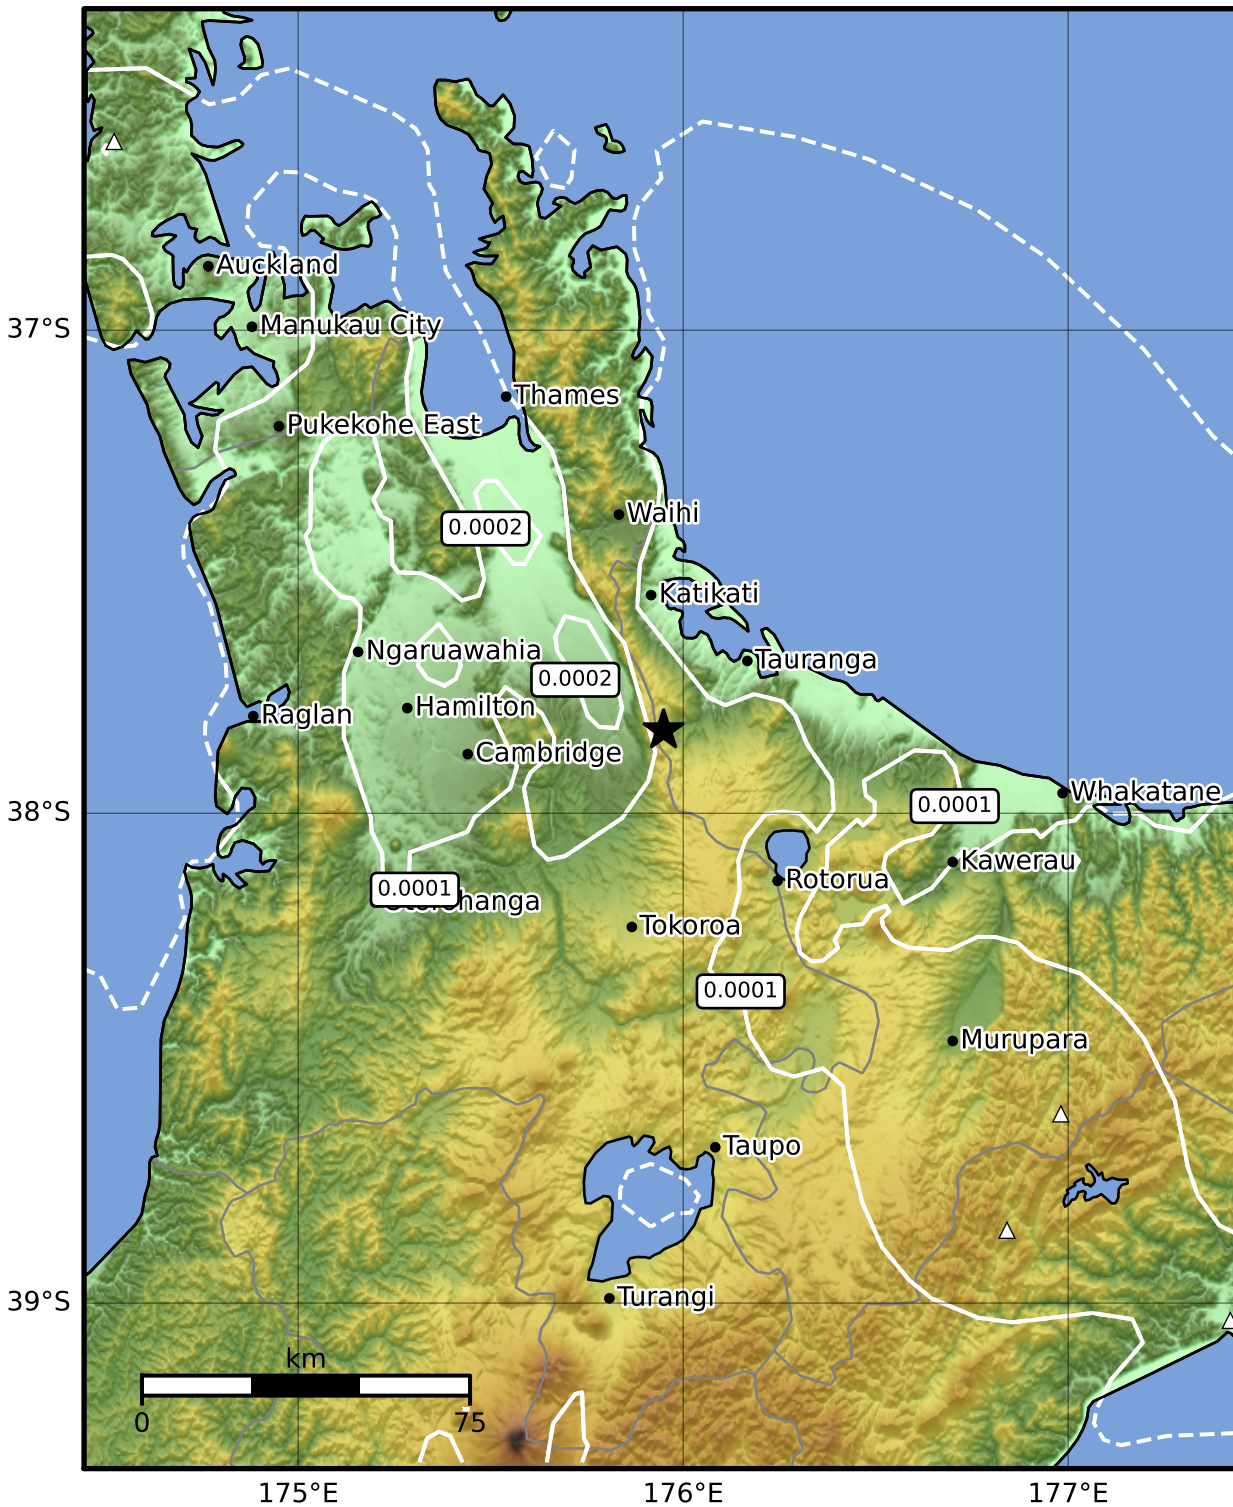 Auckland
37°S
Manukau City
Thames
Pukekohe East
Waihi
0.0002
Katikati
Ngaruawahia
Tauranga
0.0002
Hamilton
Raglan
Cambridge
Whakatane
0.0001
38°S
Kawerau
Rotorua
0.0001
Tokoroa
0.0001
Murupara
Taupo
39°S
Turangi
km
0
75
175°E
176°E
177°E